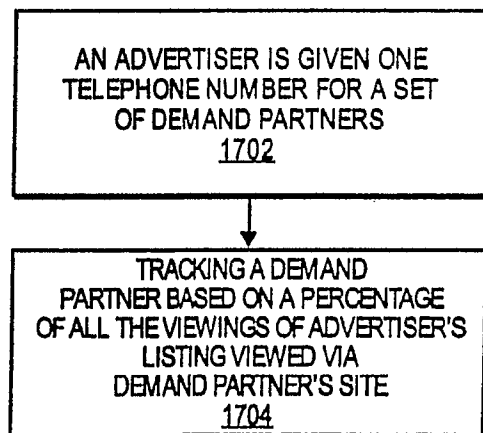 AN ADVERTISER IS GIVEN ONE
TELEPHONE NUMBER FOR A SET
OF DEMAND PARTNERS
1702
TRACKING A DEMAND
PARTNER BASED ON A PERCENTAGE
OF ALL THE VIEWINGS OF ADVERTISER'S
LISTING VIEWED VIA
DEMAND PARTNER'S SITE
1704